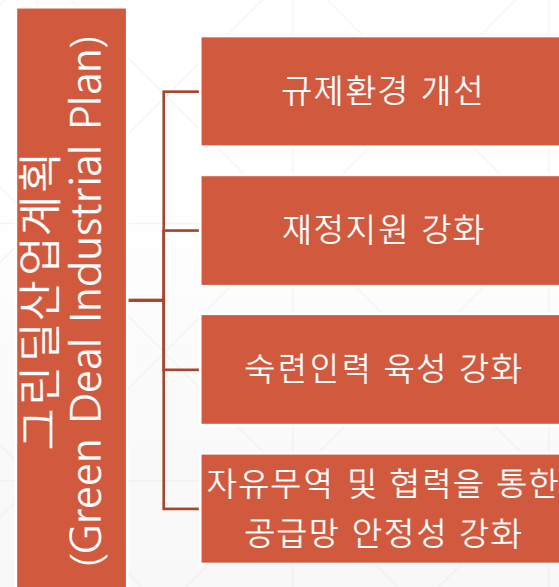 그린딜산업계획
(Green Deal Industrial Plan)
규제환경 개선
재정지원 강화
숙련인력 육성 강화
자유무역 및 협력을 통한
공급망 안정성 강화